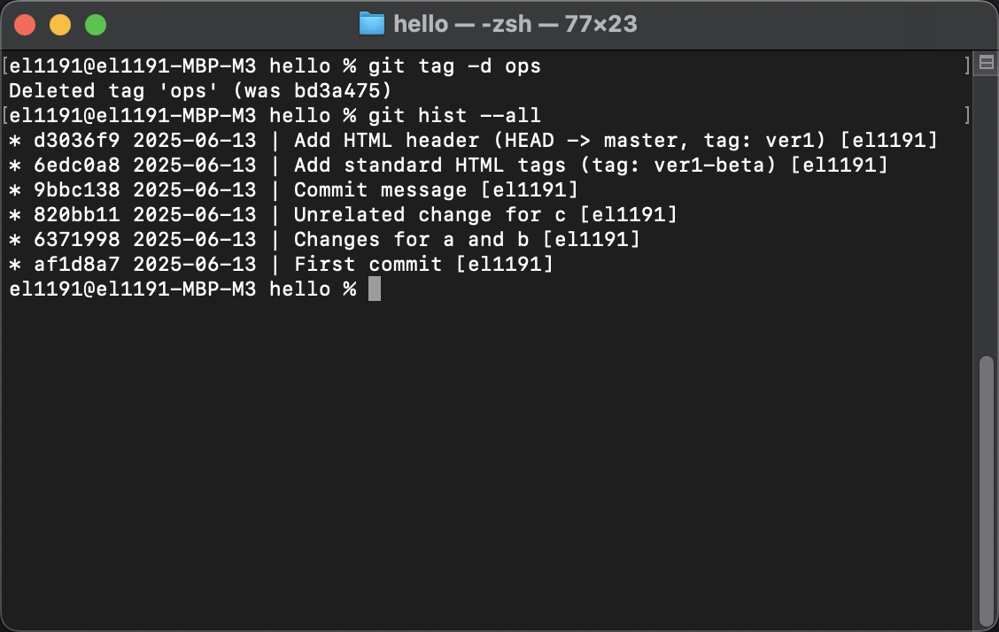 hello — -zsh — 77×23
[el1191@el1191-MBP-M3 hello % git tag -d ops ]
Deleted tag 'ops' (was bd3a475)
[el1191@el1191-MBP-M3 hello % git hist --all ]
* d3036f9 2025-06-13 | Add HTML header (HEAD -> master, tag: ver1) [el1191]
* 6edc0a8 2025-06-13 | Add standard HTML tags (tag: ver1-beta) [el1191]
* 9bbc138 2025-06-13 | Commit message [el1191]
* 820bb11 2025-06-13 | Unrelated change for c [el1191]
* 6371998 2025-06-13 | Changes for a and b [el1191]
* af1d8a7 2025-06-13 | First commit [el1191]
el1191@el1191-MBP-M3 hello %